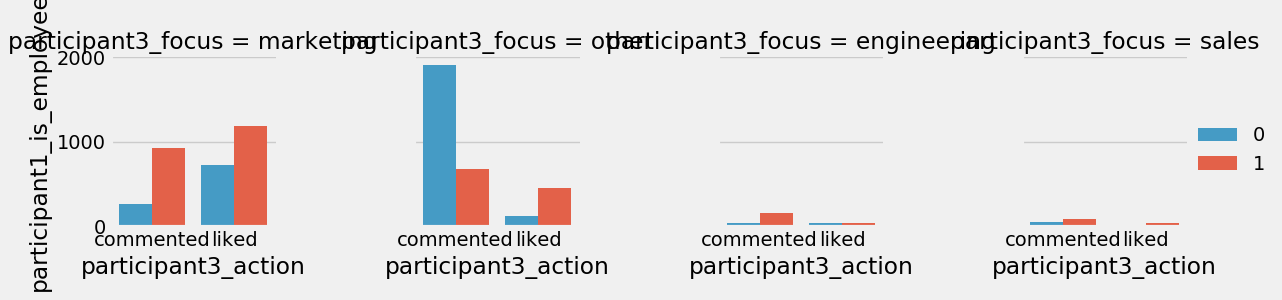 participant3_focus = marketing
participant3_focus = other
participant3_focus = engineering
participant3_focus = sales
participant1_is_employee
2000
1000
0
commented liked
commented liked
commented liked
commented liked
participant3_action
participant3_action
participant3_action
participant3_action
0
1